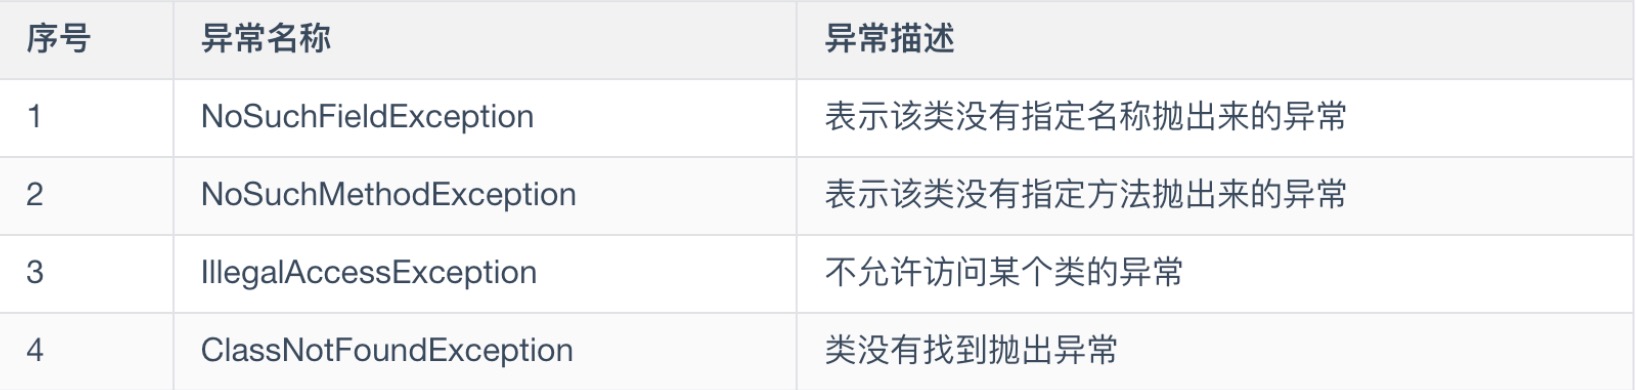 序号 异常名称 异常描述
1 NoSuchFieldException 表示该类没有指定名称抛出来的异常
2 NoSuchMethodException 表示该类没有指定方法抛出来的异常
3 IllegalAccessException 不允许访问某个类的异常
4 ClassNotFoundException 类没有找到抛出异常